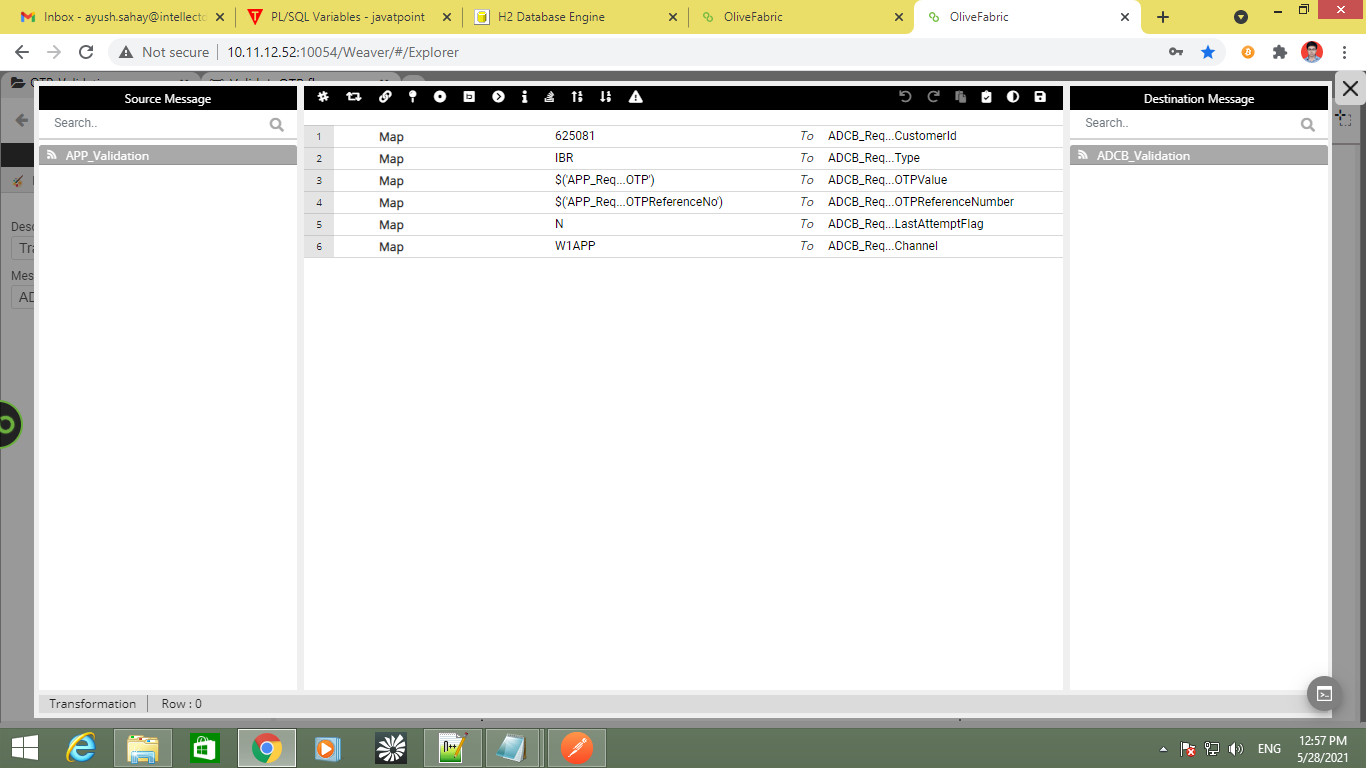 Inbox - ayush.sahay@intellect
PL/SQL Variables - javatpoint
H2 Database Engine
OliveFabric
OliveFabric
Not secure
10.11.12.52:10054/Weaver/#/Explorer
Source Message
Destination Message
Search..
Search..
APP_Validation
ADCB_Validation
1 Map 625081 To ADCB_Req...CustomerId
2 Map IBR To ADCB_Req...Type
3 Map $('APP_Req...OTP') To ADCB_Req...OTPValue
4 Map $('APP_Req...OTPReferenceNo') To ADCB_Req...OTPReferenceNumber
5 Map N To ADCB_Req...LastAttemptFlag
6 Map W1APP To ADCB_Req...Channel
Desc
Tra
Mes
AD
Transformation
Row : 0
ENG
12:57 PM
5/28/2021